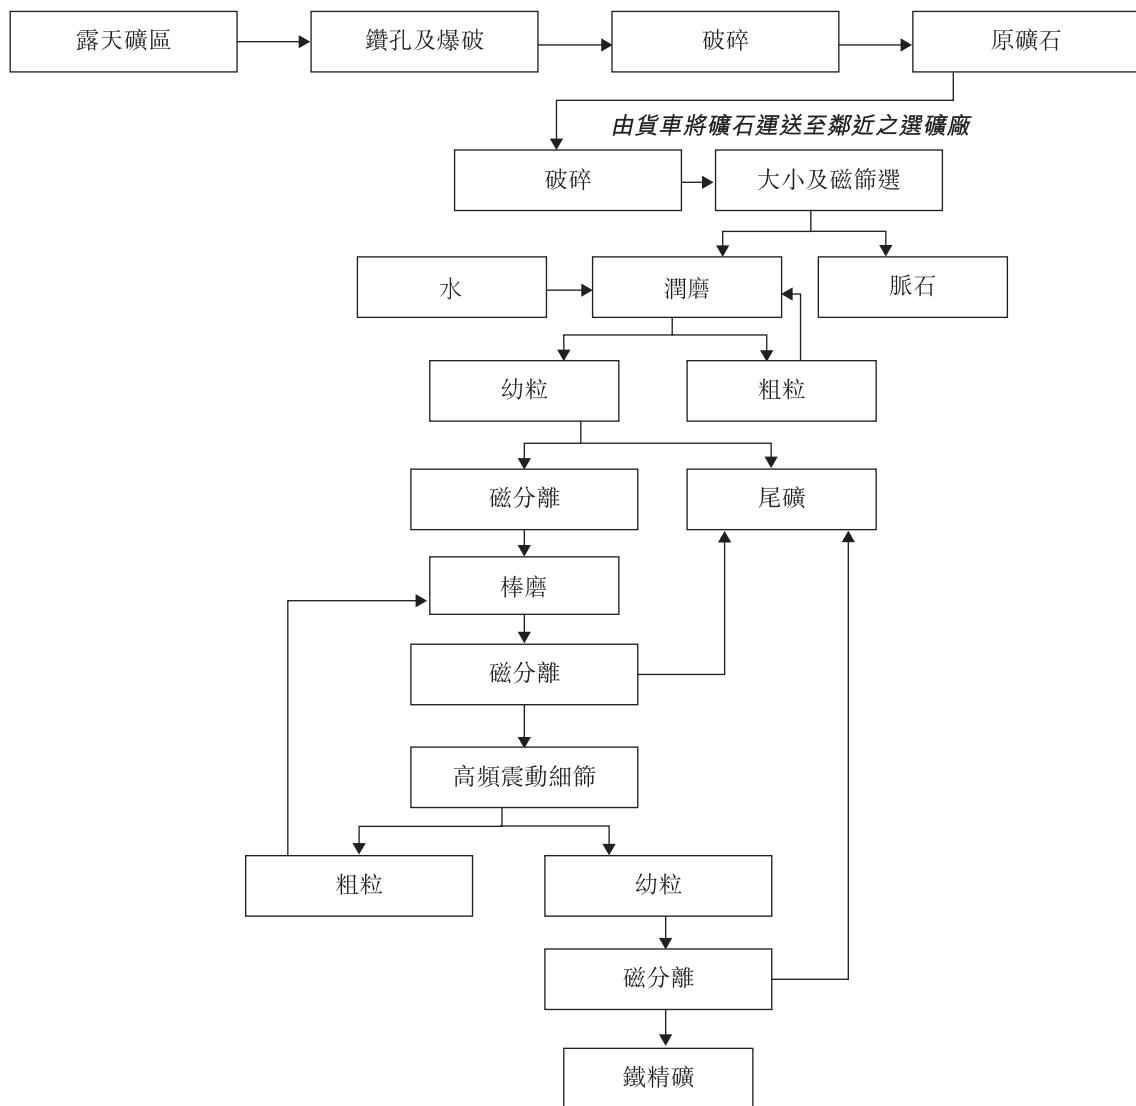 露天礦區
鑽孔及爆破
破碎
原礦石
由貨車將礦石運送至鄰近之選礦廠
破碎
大小及磁篩選
水
潤磨
脈石
幼粒
粗粒
磁分離
尾礦
棒磨
磁分離
高頻震動細篩
粗粒
幼粒
磁分離
鐵精礦